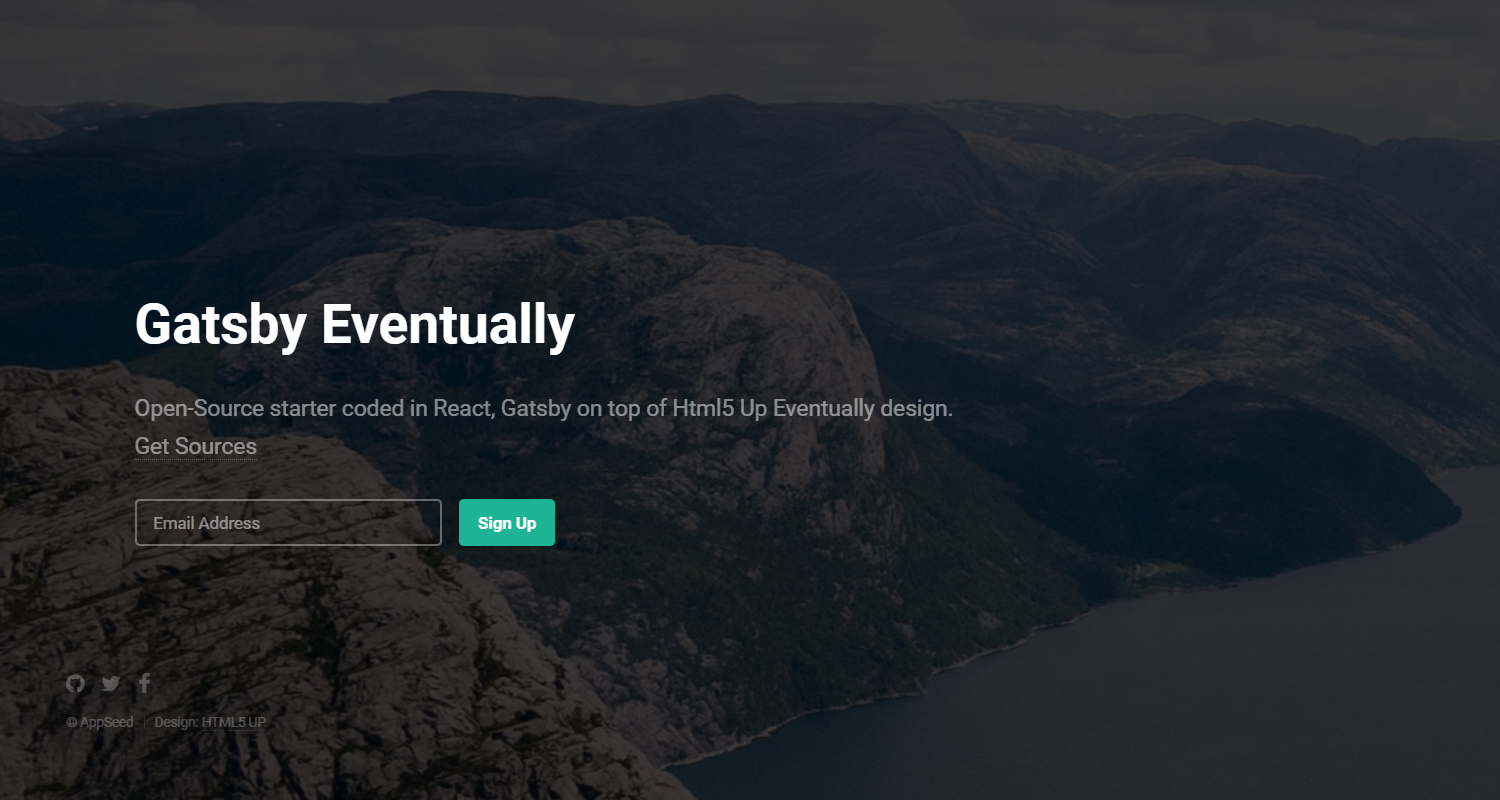 Gatsby Eventually
Open-Source starter coded in React, Gatsby on top of Html5 Up Eventually design.
Get Sources
Email Address
Sign Up
© AppSeed | Design: HTML5 UP